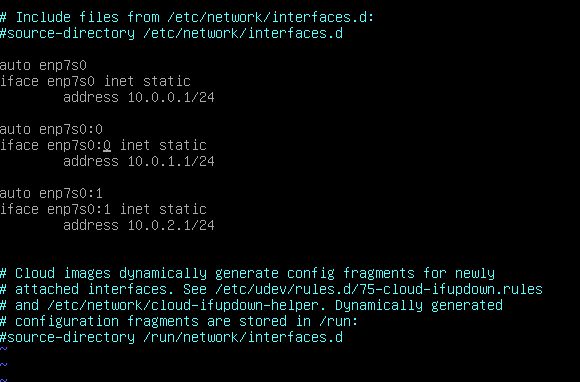 # Include files from /etc/network/interfaces.d:
#source-directory /etc/network/interfaces.d
auto enp7s0
iface enp7s0 inet static
address 10.0.0.1/24
auto enp7s0:0
iface enp7s0:0 inet static
address 10.0.1.1/24
auto enp7s0:1
iface enp7s0:1 inet static
address 10.0.2.1/24
# Cloud images dynamically generate config fragments for newly
# attached interfaces. See /etc/udev/rules.d/75-cloud-ifupdown.rules
# and /etc/network/cloud-ifupdown-helper. Dynamically generated
# configuration fragments are stored in /run:
#source-directory /run/network/interfaces.d
~
~
~